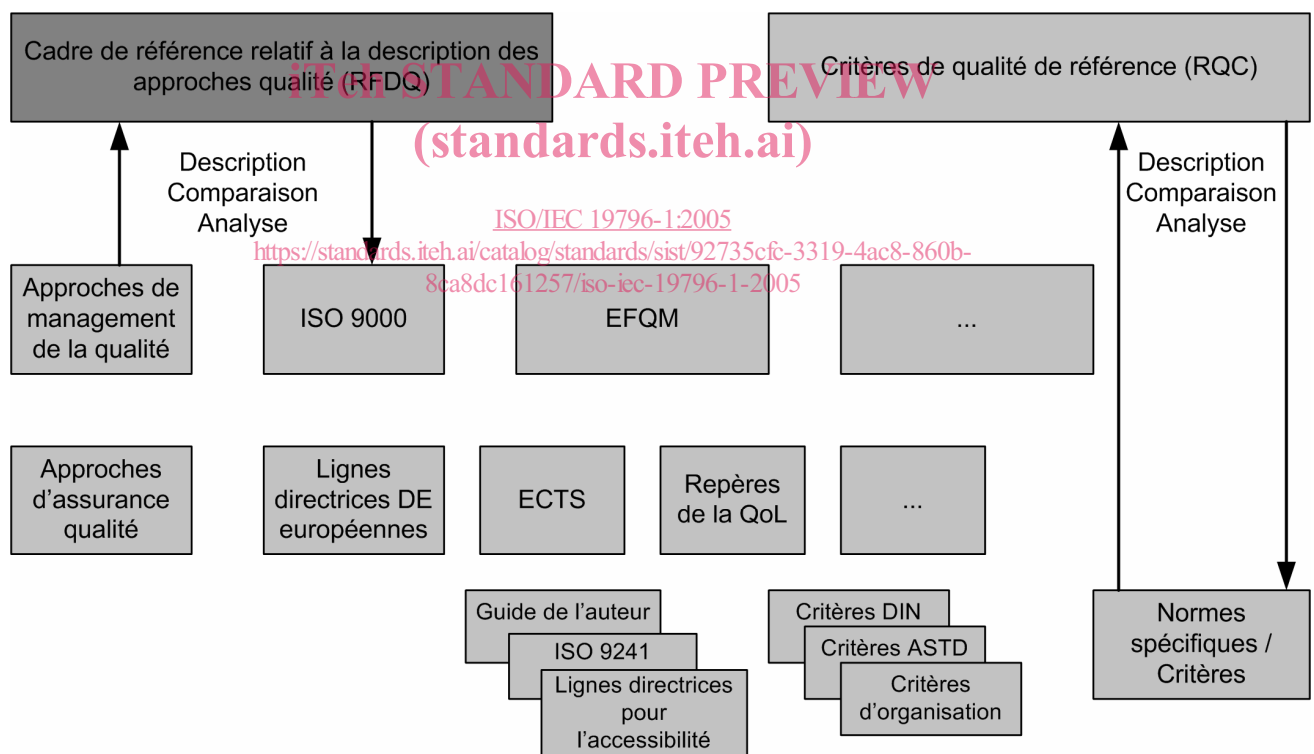 Cadre de référence relatif à la description des
approches qualité (RFDQ)
Critères de qualité de référence (RQC)
iTeh STANDARD PREVIEW
(standards.iteh.ai)
Description
Comparaison
Analyse
Description
Comparaison
Analyse
ISO/IEC 19796-1:2005
https://standards.iteh.ai/catalog/standards/sist/92735cfc-3319-4ac8-860b-
8ca8dc161257/iso-iec-19796-1-2005
Approches de
management
de la qualité
ISO 9000
EFQM
...
Approches
d’assurance
qualité
Lignes
directrices DE
européennes
ECTS
Repères
de la QoL
...
Guide de l’auteur
ISO 9241
Lignes directrices
pour
l’accessibilité
Critères DIN
Critères ASTD
Critères
d’organisation
Normes
spécifiques /
Critères